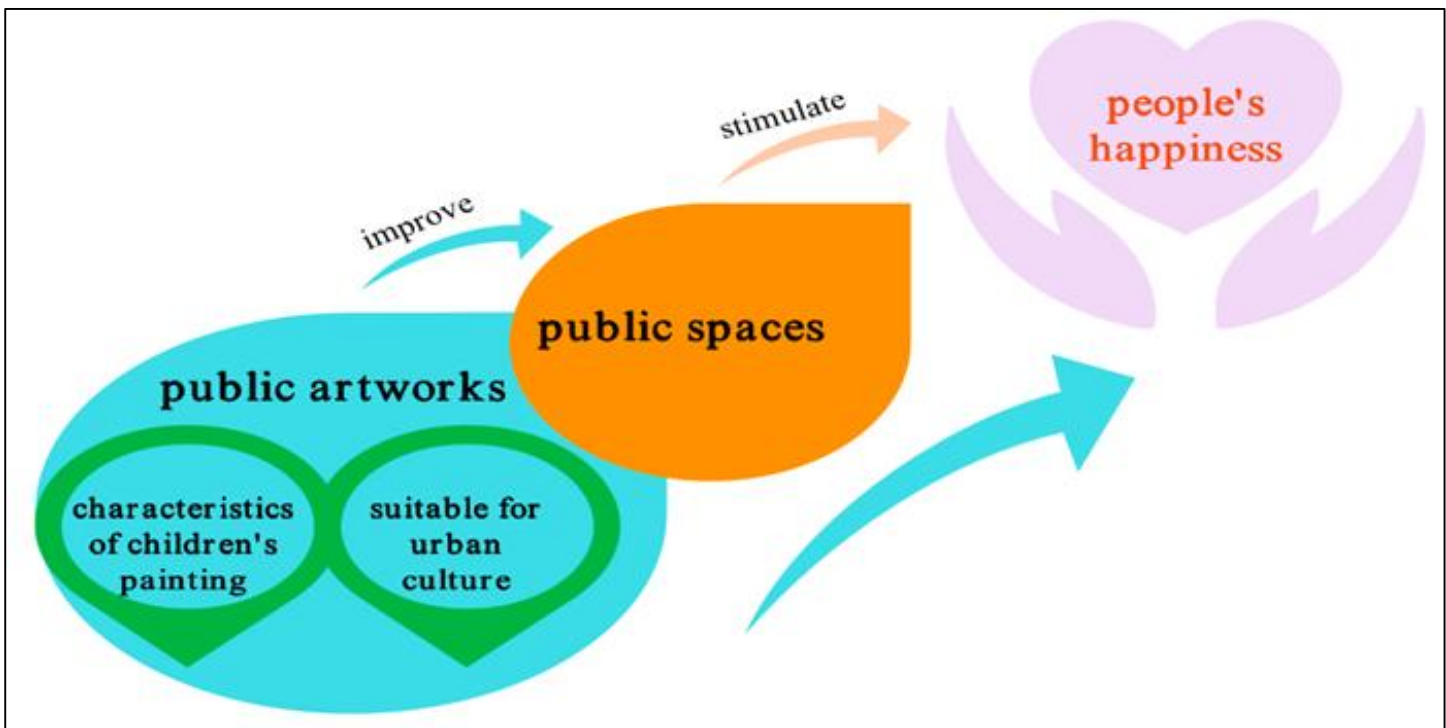 people's
happiness
stimulate
improve
public spaces
public artworks
characteristics
of children's
painting
suitable for
urban
culture